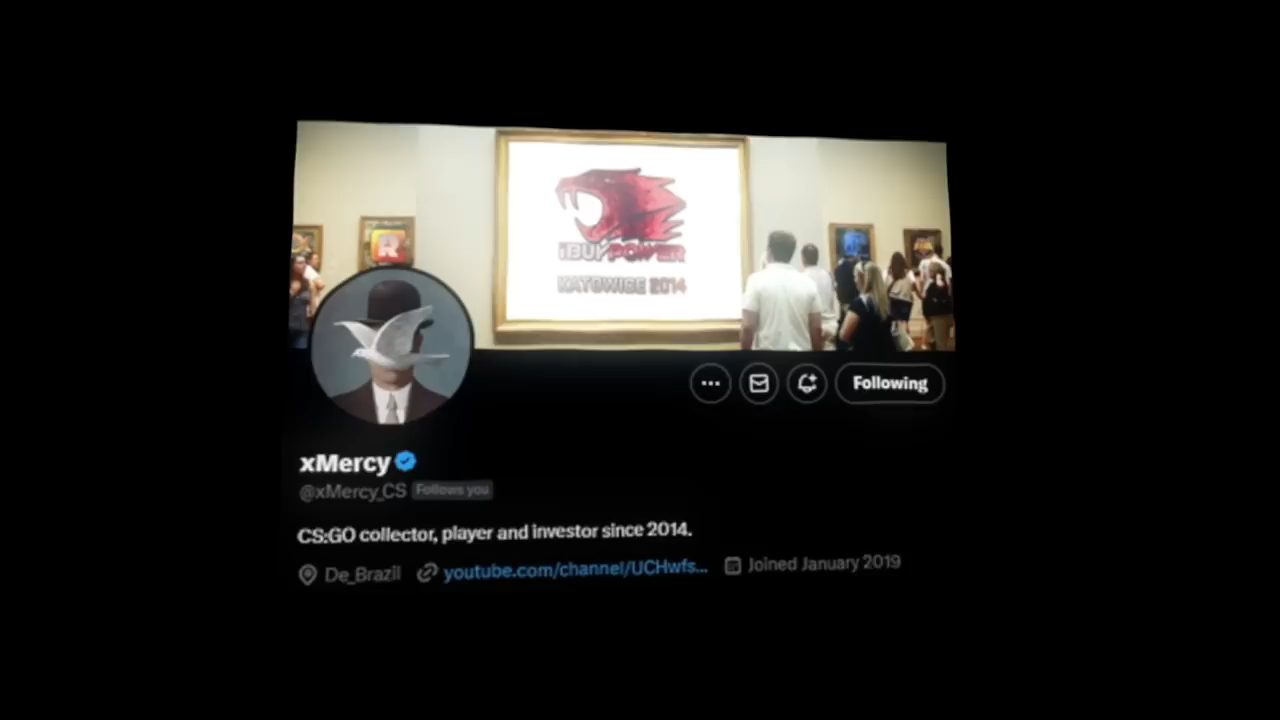 R
iBUYPOWER
KATOWICE 2014
Following
xMercy
@xMercy_CS Follows you
CS:GO collector, player and investor since 2014.
De_Brazil youtube.com/channel/UCHwfs... Joined January 2019